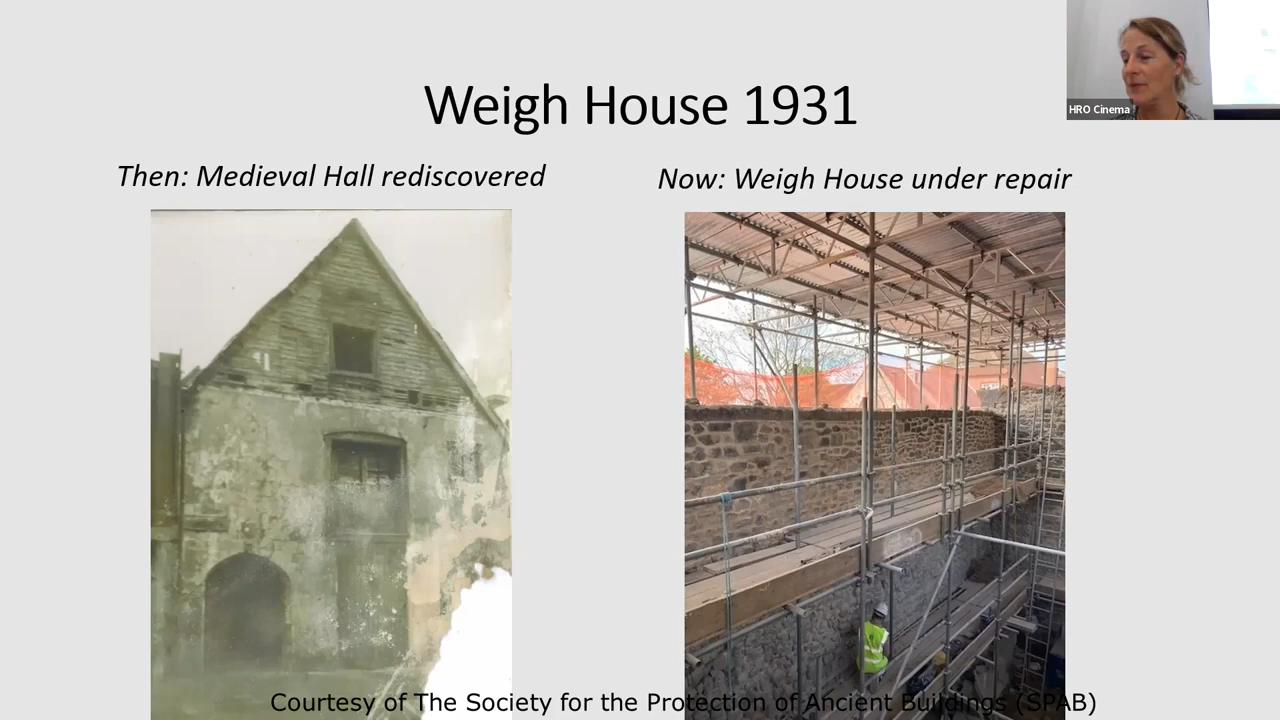 HRO Cinema
Weigh House 1931
Then: Medieval Hall rediscovered
Now: Weigh House under repair
Courtesy of The Society for the Protection of Ancient Buildings (SPAB)